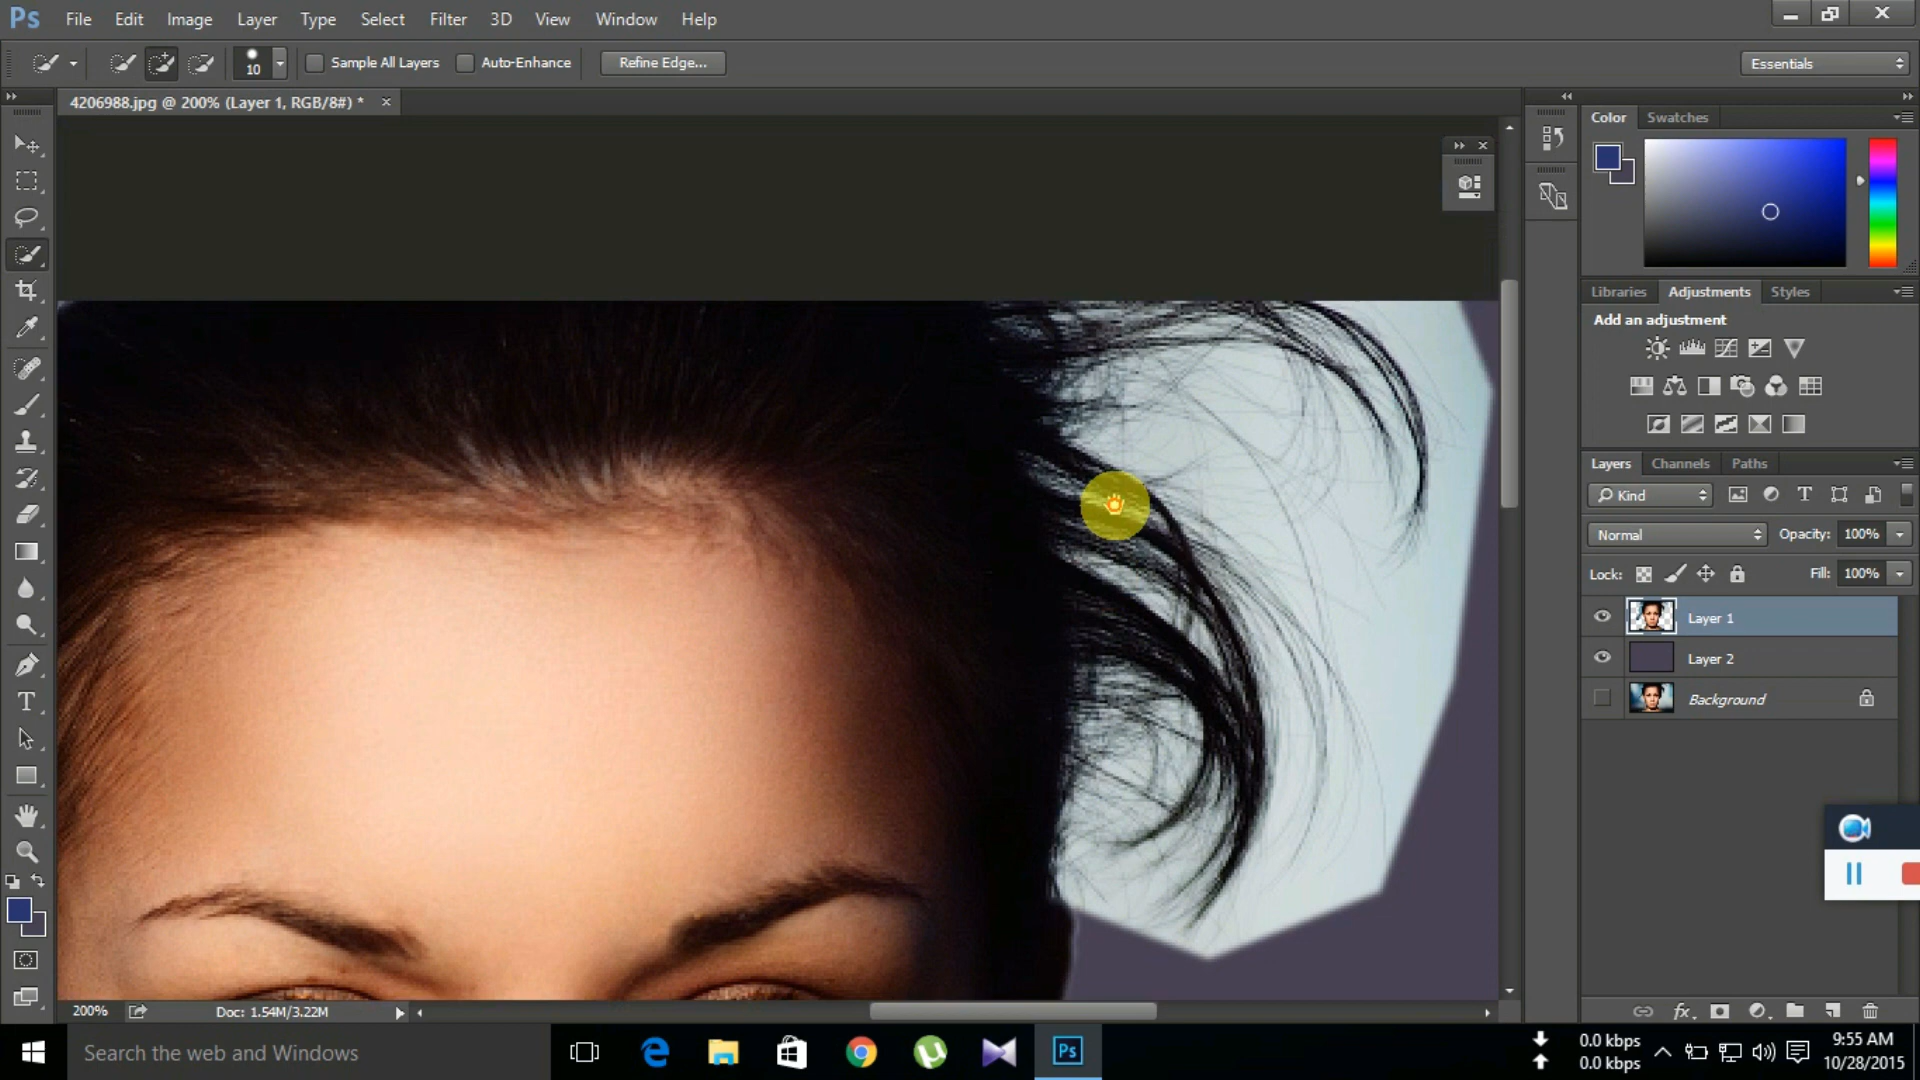 Ps File Edit Image Layer Type Select Filter 3D View Window Help
10 Sample All Layers Auto-Enhance Refine Edge... Essentials
4206988.jpg @ 200% (Layer 1, RGB/8#) * ×
Color Swatches
Libraries Adjustments Styles
Add an adjustment
Layers Channels Paths
Kind
Normal Opacity: 100%
Lock: Fill: 100%
Layer 1
Layer 2
Background
200% Doc: 1.54M/3.22M
fx
Search the web and Windows
Ps
0.0 kbps
0.0 kbps
9:55 AM
10/28/2015